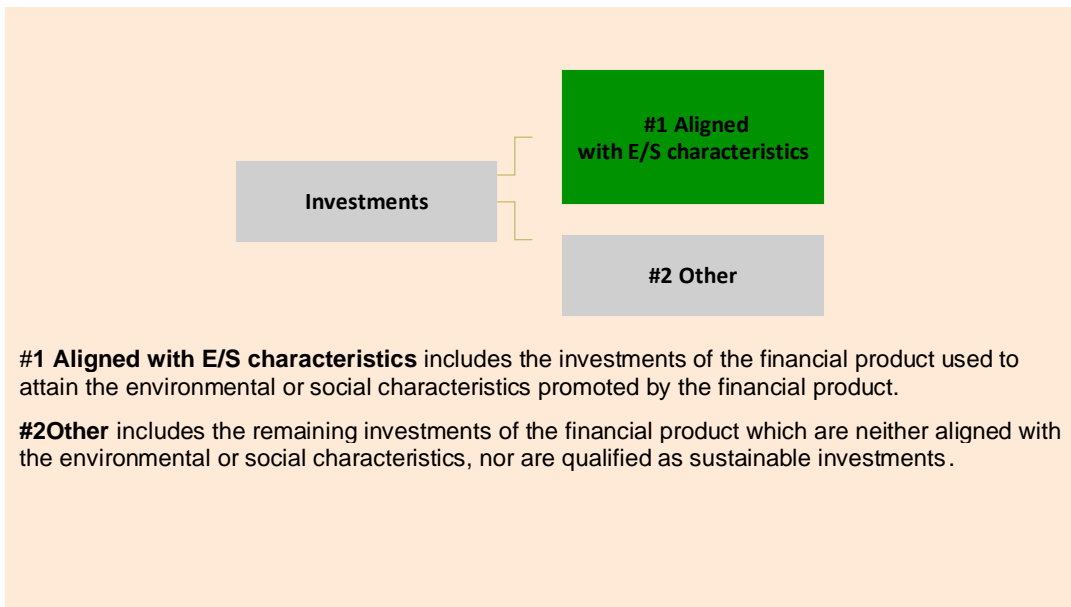 #1 Aligned
with E/S characteristics
Investments
#2 Other
#1 Aligned with E/S characteristics includes the investments of the financial product used to
attain the environmental or social characteristics promoted by the financial product.
#2Other includes the remaining investments of the financial product which are neither aligned with
the environmental or social characteristics, nor are qualified as sustainable investments.